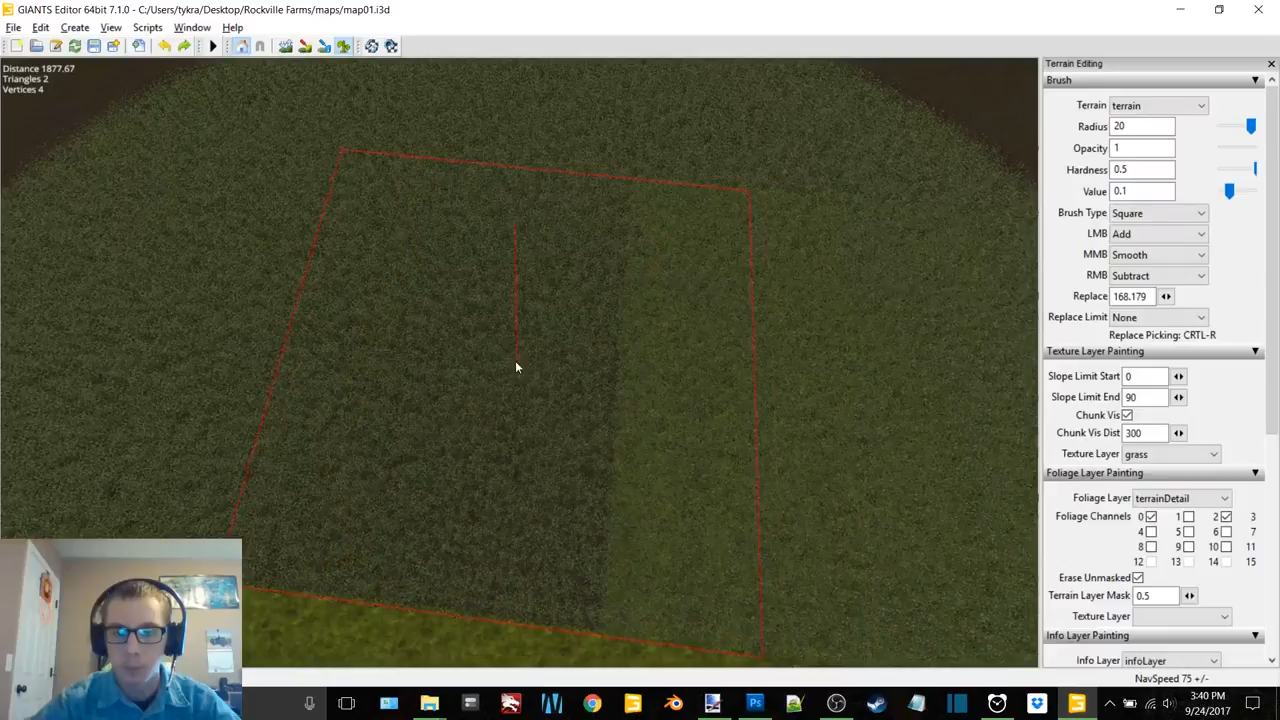 GIANTS Editor 64bit 7.1.0 - C:/Users/tykra/Desktop/Rockville Farms/maps/map01.i3d
File Edit Create View Scripts Window Help
Distance 1877.67
Triangles 2
Vertices 4
Terrain Editing
Brush
Terrain terrain
Radius 20
Opacity 1
Hardness 0.5
Value 0.1
Brush Type Square
LMB Add
MMB Smooth
RMB Subtract
Replace 168.179
Replace Limit None
Replace Picking: CRTL-R
Texture Layer Painting
Slope Limit Start 0
Slope Limit End 90
Chunk Vis
Chunk Vis Dist 300
Texture Layer grass
Foliage Layer Painting
Foliage Layer terrainDetail
Foliage Channels 0 1 2 3
4 5 6 7
8 9 10 11
12 13 14 15
Erase Unmasked
Terrain Layer Mask 0.5
Texture Layer
Info Layer Painting
Info Layer infoLayer
NavSpeed 75 +/-
3:40 PM
9/24/2017